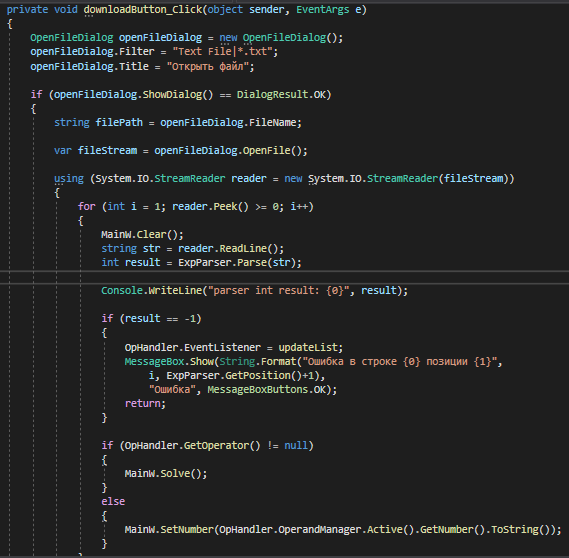 private void downloadButton_Click(object sender, EventArgs e)
{
OpenFileDialog openFileDialog = new OpenFileDialog();
openFileDialog.Filter = "Text File|*.txt";
openFileDialog.Title = "Открыть файл";
if (openFileDialog.ShowDialog() == DialogResult.OK)
{
string filePath = openFileDialog.FileName;
var fileStream = openFileDialog.OpenFile();
using (System.IO.StreamReader reader = new System.IO.StreamReader(fileStream))
{
for (int i = 1; reader.Peek() >= 0; i++)
{
MainW.Clear();
string str = reader.ReadLine();
int result = ExpParser.Parse(str);
Console.WriteLine("parser int result: {0}", result);
if (result == -1)
{
OpHandler.EventListener = updateList;
MessageBox.Show(String.Format("Ошибка в строке {0} позиции {1}",
i, ExpParser.GetPosition()+1),
"Ошибка", MessageBoxButtons.OK);
return;
}
if (OpHandler.GetOperator() != null)
{
MainW.Solve();
}
else
{
MainW.SetNumber(OpHandler.OperandManager.Active().GetNumber().ToString());
}